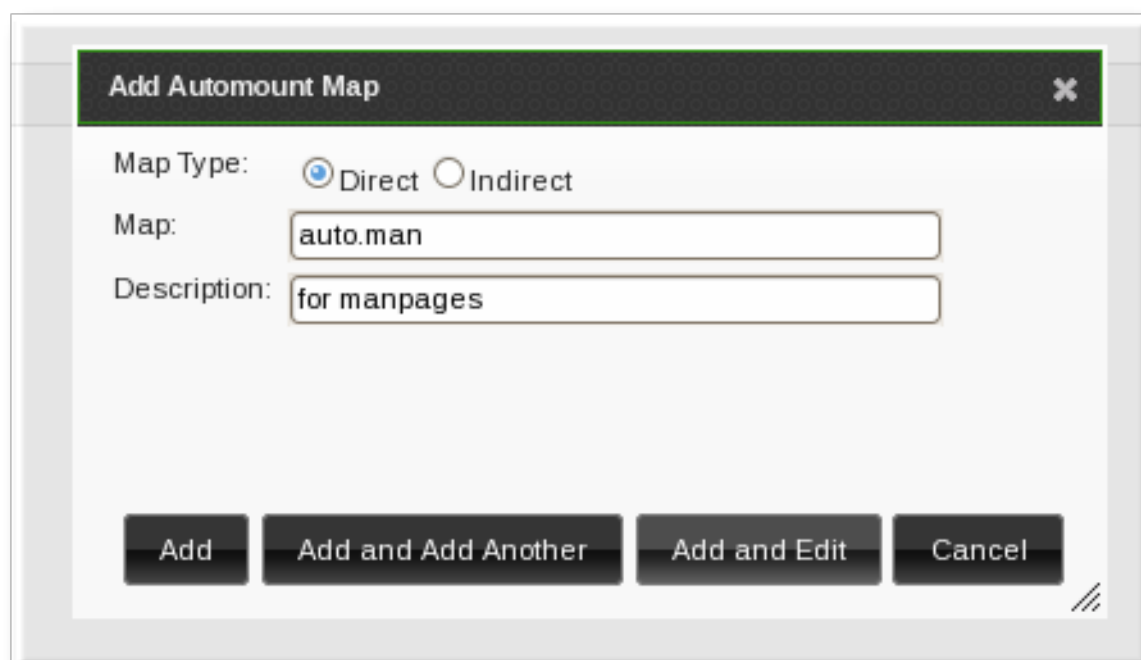 Add Automount Map
Map Type: Direct Indirect
Map: auto.man
Description: for manpages
Add Add and Add Another Add and Edit Cancel